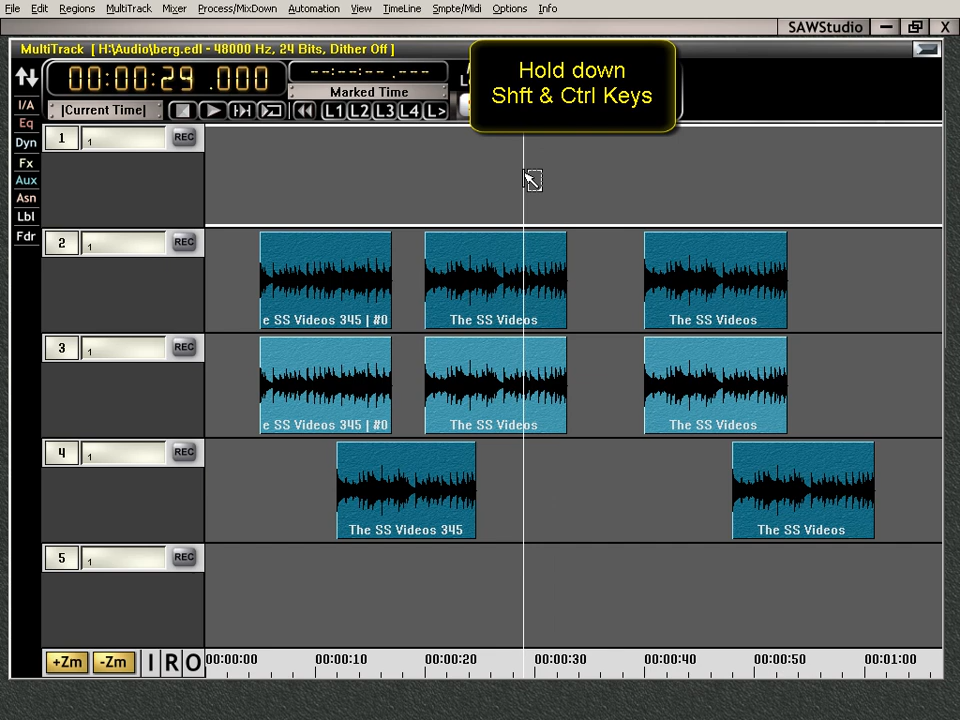 File Edit Regions MultiTrack Mixer Process/MixDown Automation View TimeLine Smpte/Midi Options Info
SAWStudio X
MultiTrack [ H:\Audio\berg.edl - 48000 Hz, 24 Bits, Dither Off ]
Hold down
Shft & Ctrl Keys
00:00:29 .000
--:--:-- .---
Marked Time
|Current Time|
L1 L2 L3 L4 L>
I/A
Eq
Dyn
Fx
Aux
Asn
Lbl
Fdr
1 1 REC
2 1 REC
e SS Videos 345 | #0 The SS Videos The SS Videos
3 1 REC
e SS Videos 345 | #0 The SS Videos The SS Videos
4 1 REC
The SS Videos 345 The SS Videos
5 1 REC
+Zm -Zm I R O 00:00:00 00:00:10 00:00:20 00:00:30 00:00:40 00:00:50 00:01:00